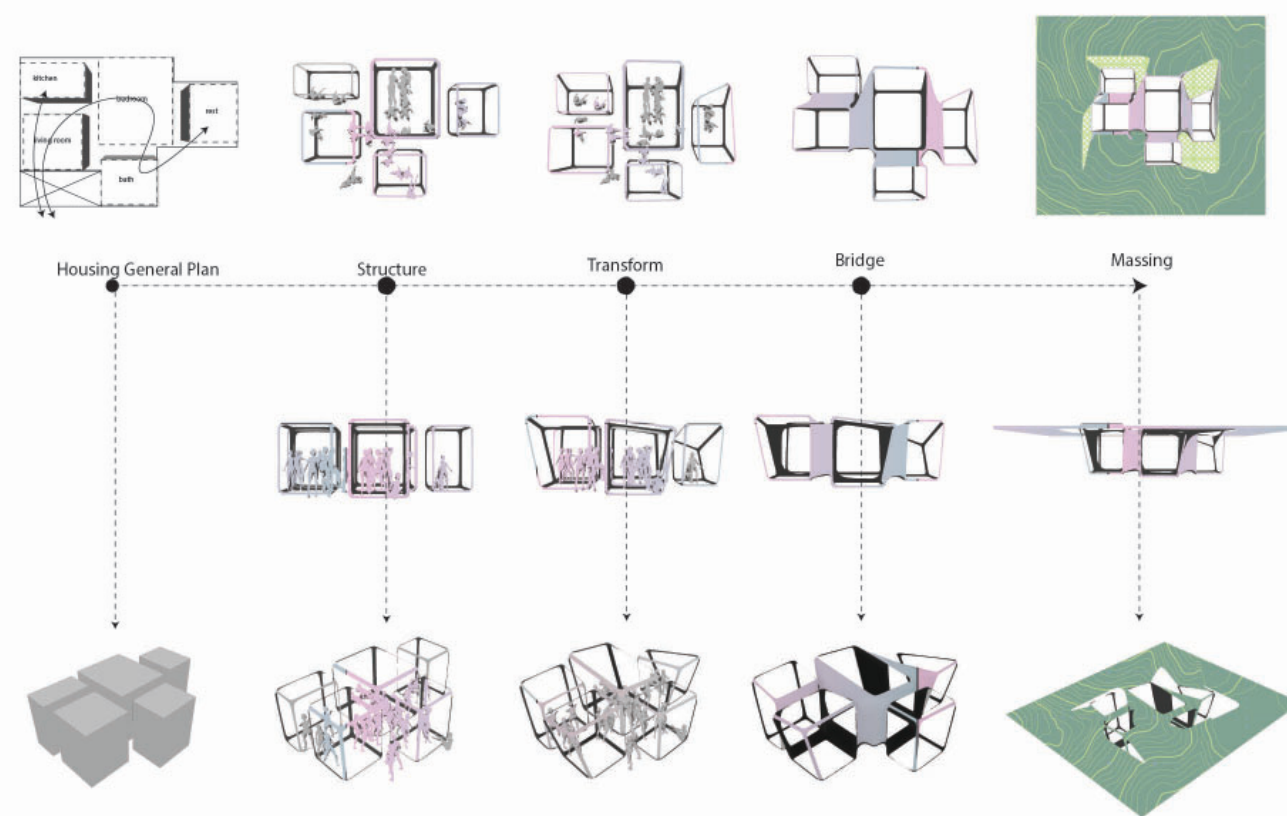 kitchen
bedroom
rest
living room
bath
Housing General Plan
Structure
Transform
Bridge
Massing